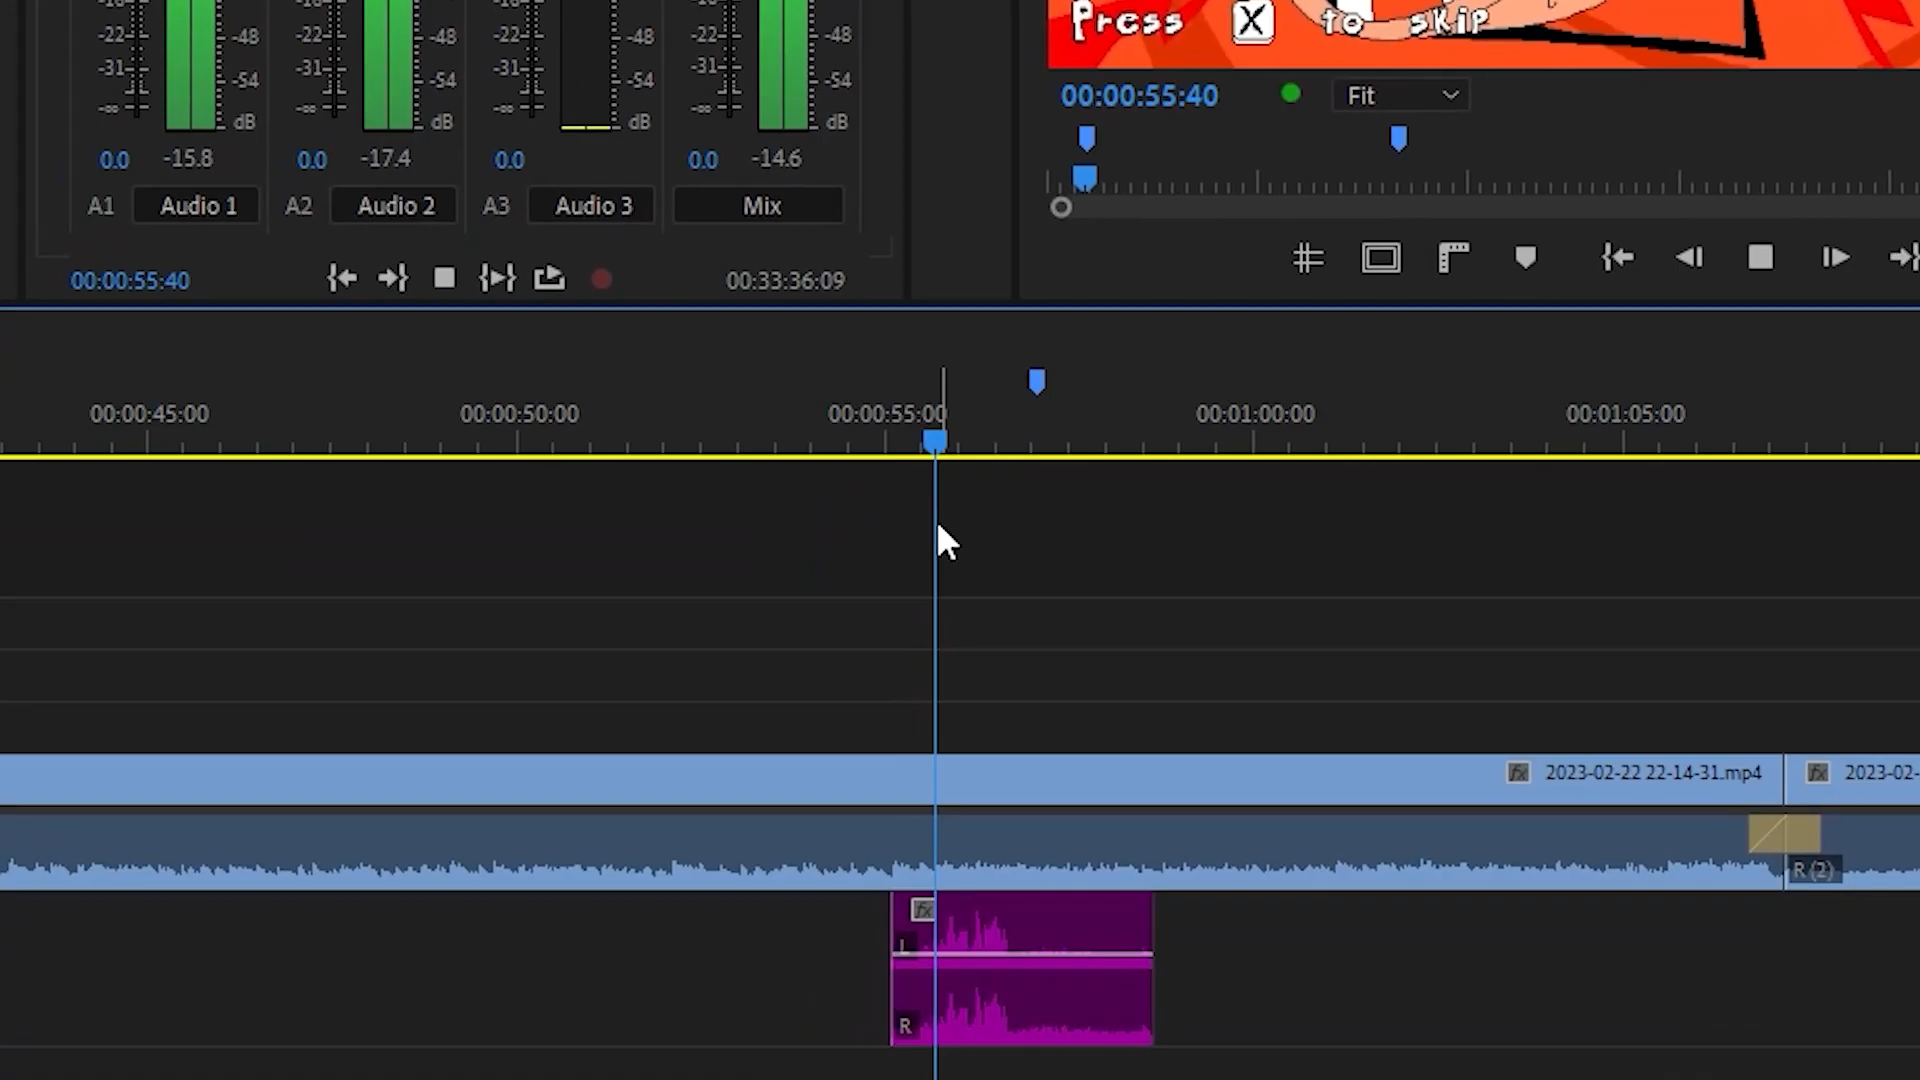 Press X to skip
-22 -48 -22 -48 -22 -48 -22 -48
-31 -54 -31 -54 -31 -54 -31 -54
-∞ dB -∞ dB -∞ dB -∞ dB
0.0 -15.8 0.0 -17.4 0.0 0.0 -14.6
A1 Audio 1 A2 Audio 2 A3 Audio 3 Mix
00:00:55:40 00:33:36:09
00:00:55:40 Fit
00:00:45:00 00:00:50:00 00:00:55:00 00:01:00:00 00:01:05:00
fx 2023-02-22 22-14-31.mp4 fx 2023-02-
R (2)
fx
L
R